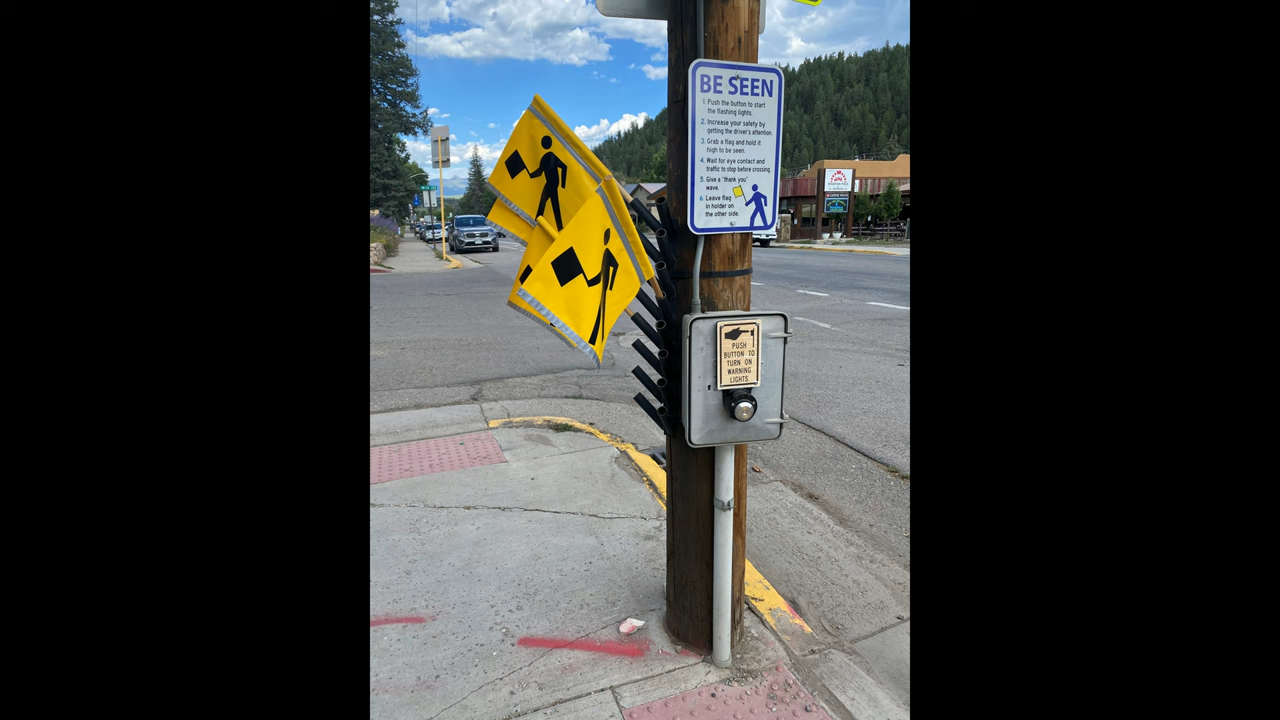 BE SEEN
1. Push the button to start
the flashing lights.
2. Increase your safety by
getting the driver's attention.
3. Grab a flag and hold it
high to be seen.
4. Wait for eye contact and
traffic to stop before crossing.
5. Give a "thank you"
wave.
6. Leave flag
in holder on
the other side.
PUSH
BUTTON TO
TURN ON
WARNING
LIGHTS